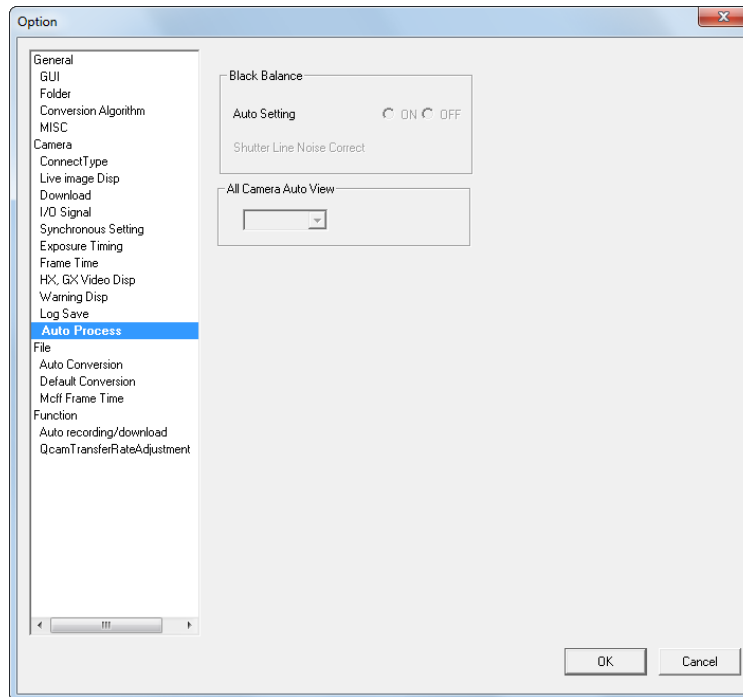 Option
General
GUI
Folder
Conversion Algorithm
MISC
Camera
ConnectType
Live image Disp
Download
I/O Signal
Synchronous Setting
Exposure Timing
Frame Time
HX, GX Video Disp
Warning Disp
Log Save
Auto Process
File
Auto Conversion
Default Conversion
Mcff Frame Time
Function
Auto recording/download
QcamTransferRateAdjustment
Black Balance
Auto Setting ON OFF
Shutter Line Noise Correct
All Camera Auto View
OK Cancel